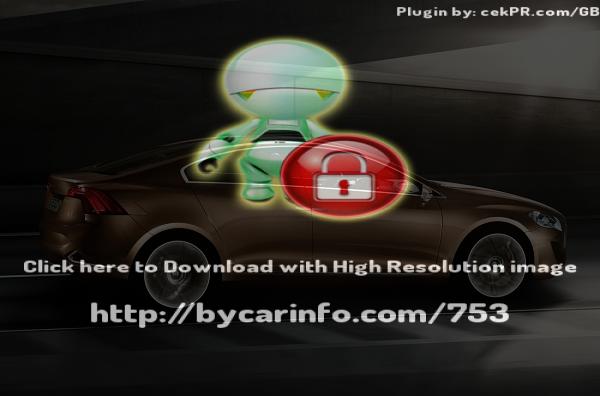 Plugin by: cekPR.com/GB
Click here to Download with High Resolution image
http://bycarinfo.com/753